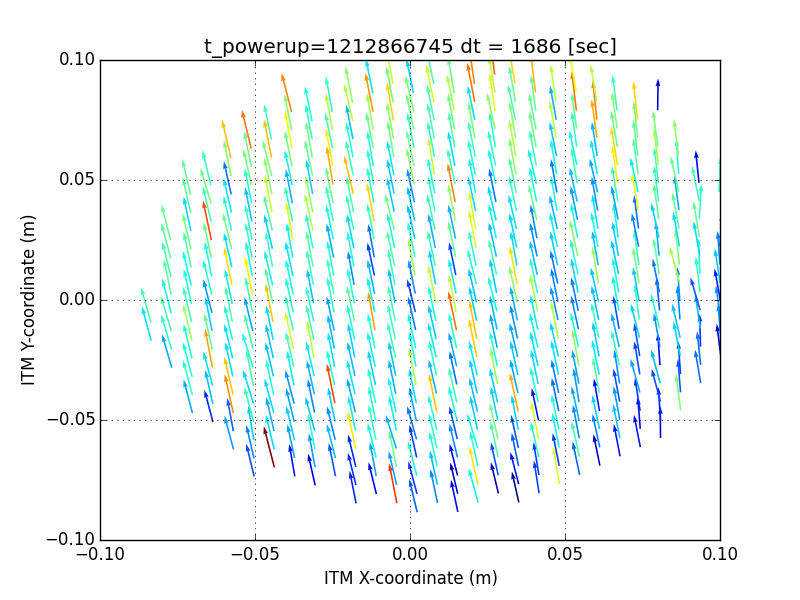 t_powerup=1212866745 dt = 1686 [sec]
0.10
0.05
0.00
−0.05
−0.10
ITM Y-coordinate (m)
−0.10 −0.05 0.00 0.05 0.10
ITM X-coordinate (m)